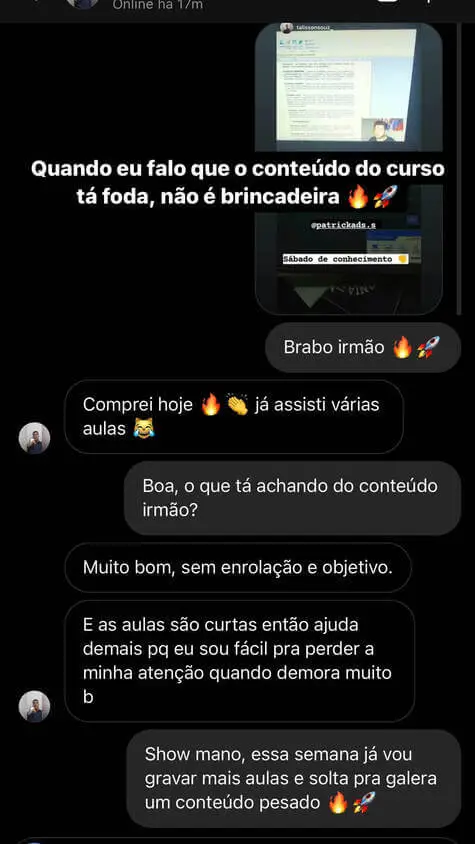 Online há 17m
talissonsouz_
Quando eu falo que o conteúdo do curso
tá foda, não é brincadeira 🔥🚀
@patrickads.s
Sábado de conhecimento 👊
Brabo irmão 🔥🚀
Comprei hoje 🔥👏 já assisti várias
aulas 😹
Boa, o que tá achando do conteúdo
irmão?
Muito bom, sem enrolação e objetivo.
E as aulas são curtas então ajuda
demais pq eu sou fácil pra perder a
minha atenção quando demora muito
b
Show mano, essa semana já vou
gravar mais aulas e solta pra galera
um conteúdo pesado 🔥🚀